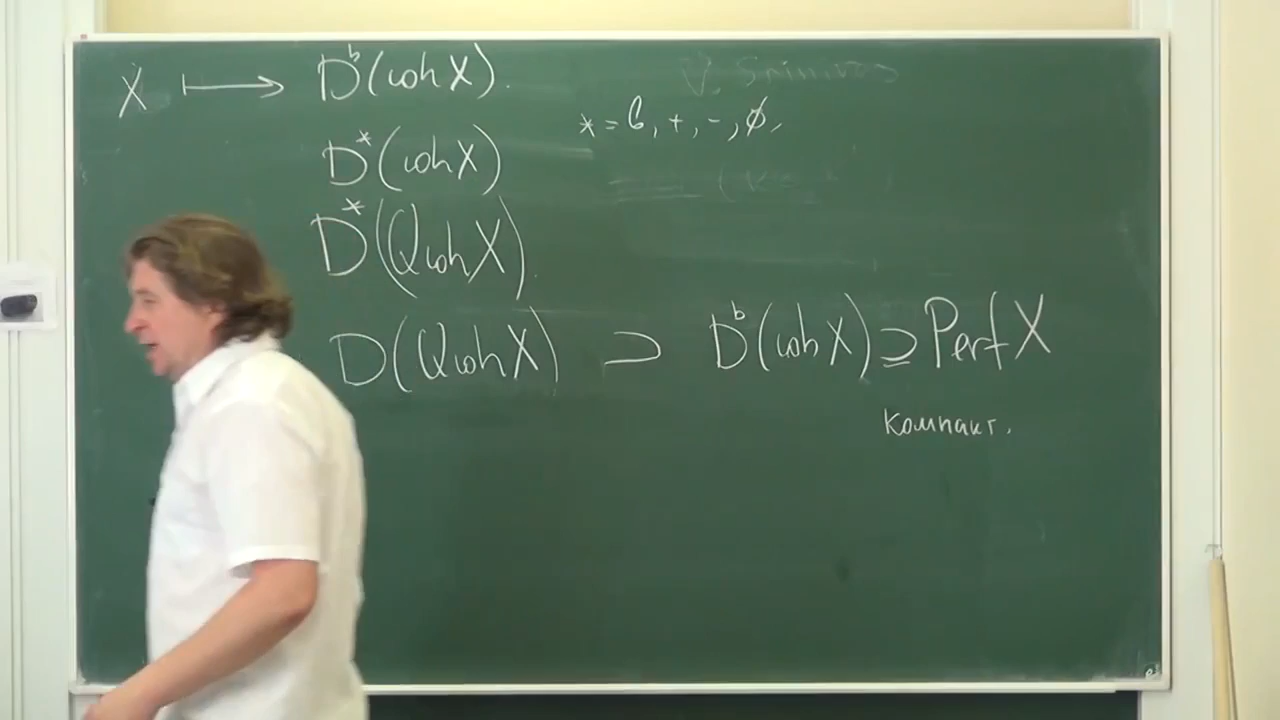 X ⟼ D^b(coh X).
D^*(coh X)
* = b, +, -, ∅,
D^*(Qcoh X).
D(Qcoh X) ⊃ D^b(coh X) ⊇ Perf X
Компакт.